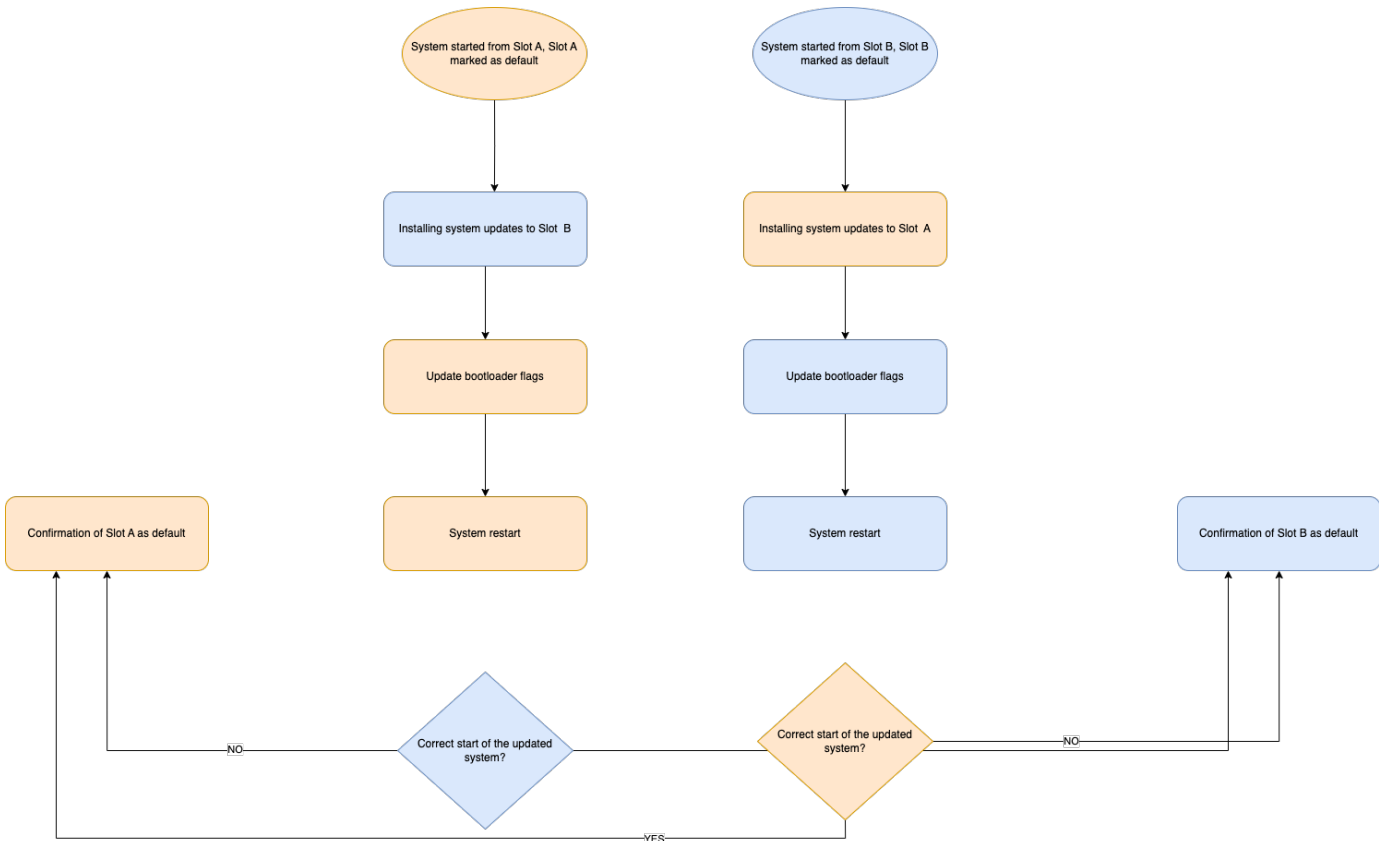 System started from Slot A, Slot A
marked as default
System started from Slot B, Slot B
marked as default
Installing system updates to Slot  B
Installing system updates to Slot  A
Update bootloader flags
Update bootloader flags
Confirmation of Slot A as default
System restart
System restart
Confirmation of Slot B as default
Correct start of the updated
system?
Correct start of the updated
system?
NO
NO
YES